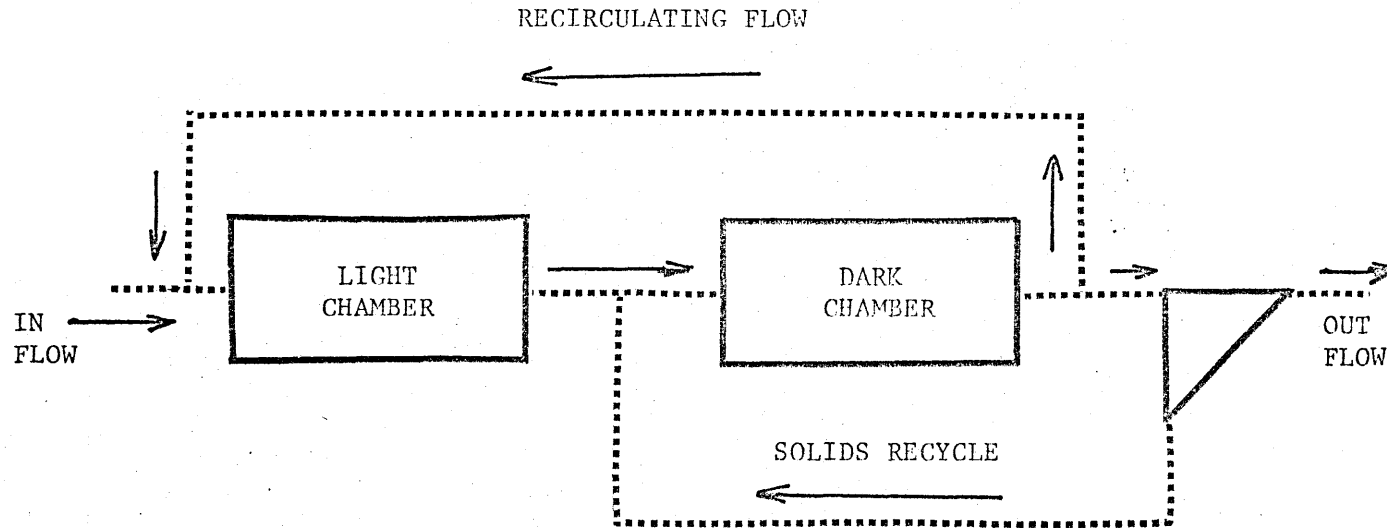 RECIRCULATING FLOW
LIGHT
CHAMBER
DARK
CHAMBER
IN
FLOW
OUT
FLOW
SOLIDS RECYCLE